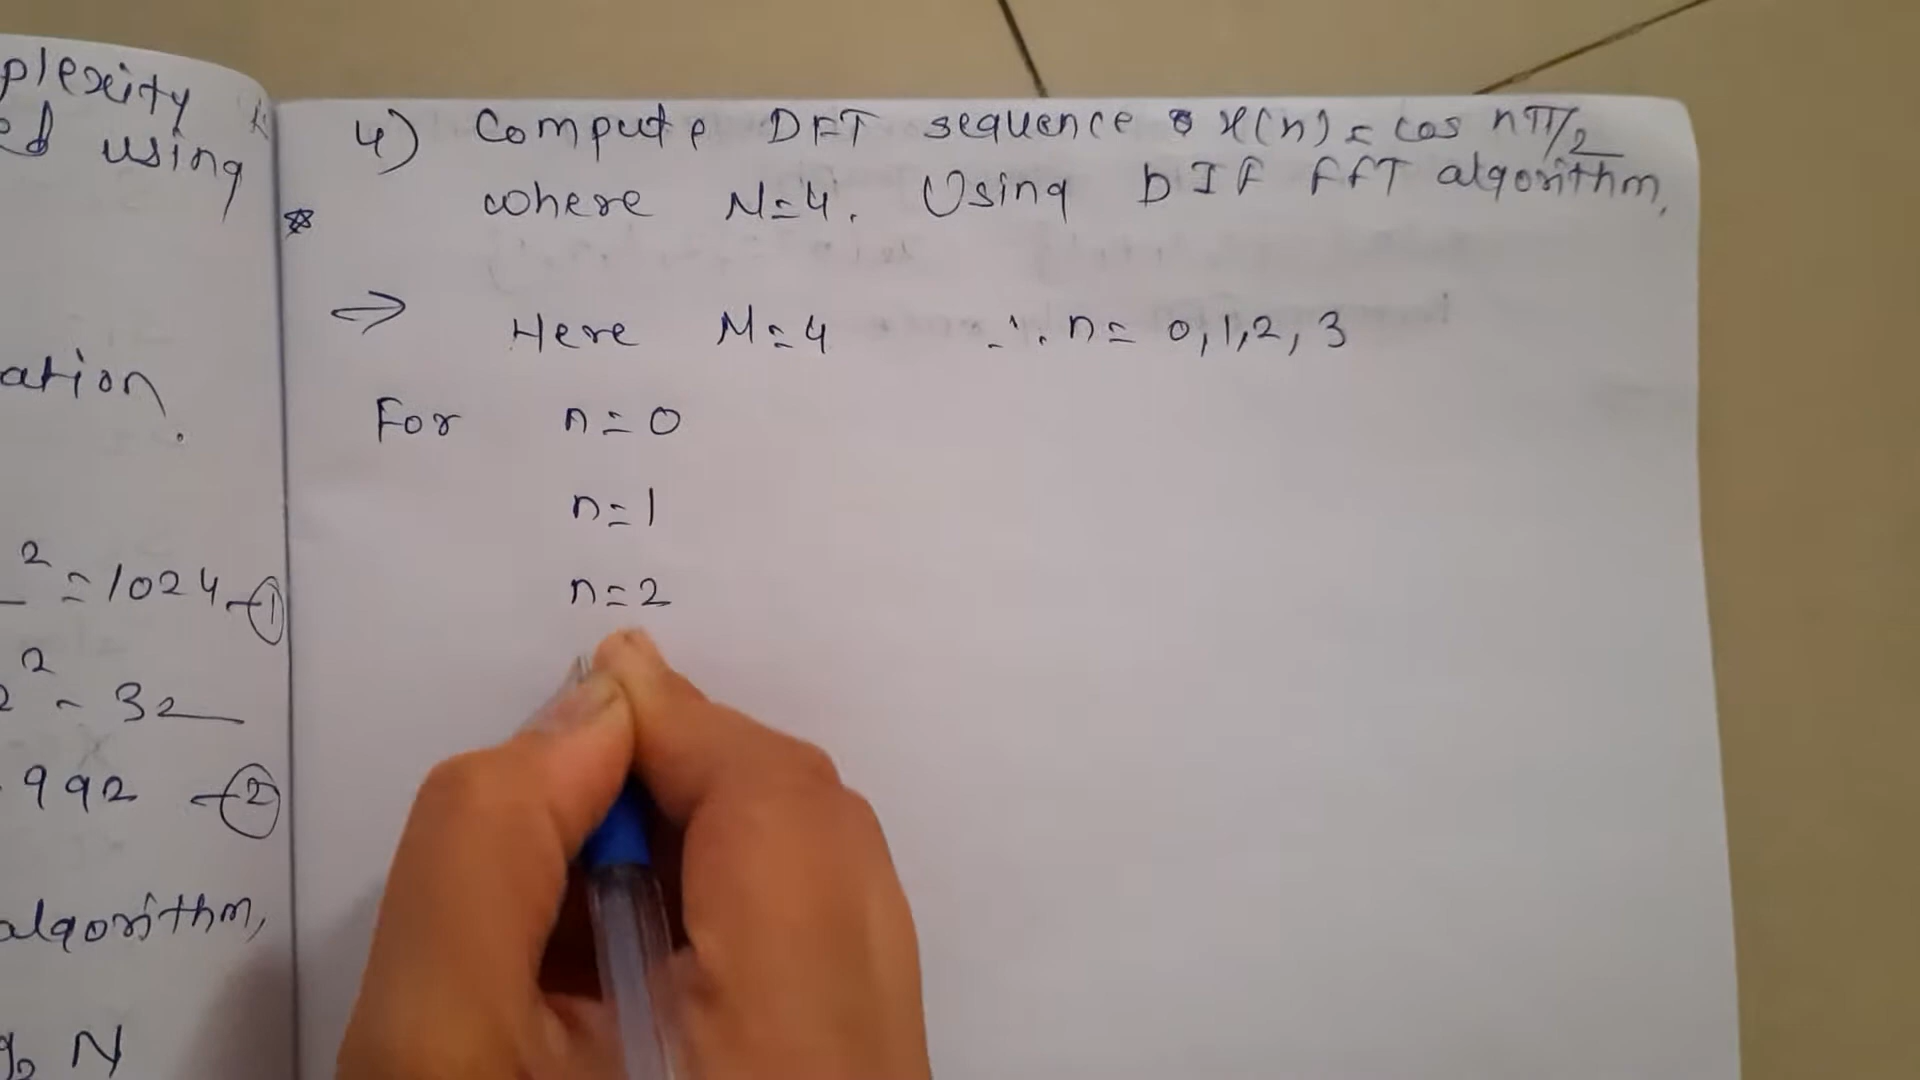 plexity
ed using
ation.
2 = 1024 - 1
2 - 32
992 - 2
algorithm,
N
4) Compute DFT sequence x(n) = cos nπ/2
where N=4. Using DIF FFT algorithm.
⇒ Here N=4 ∴ n= 0,1,2,3
For n=0
n=1
n=2